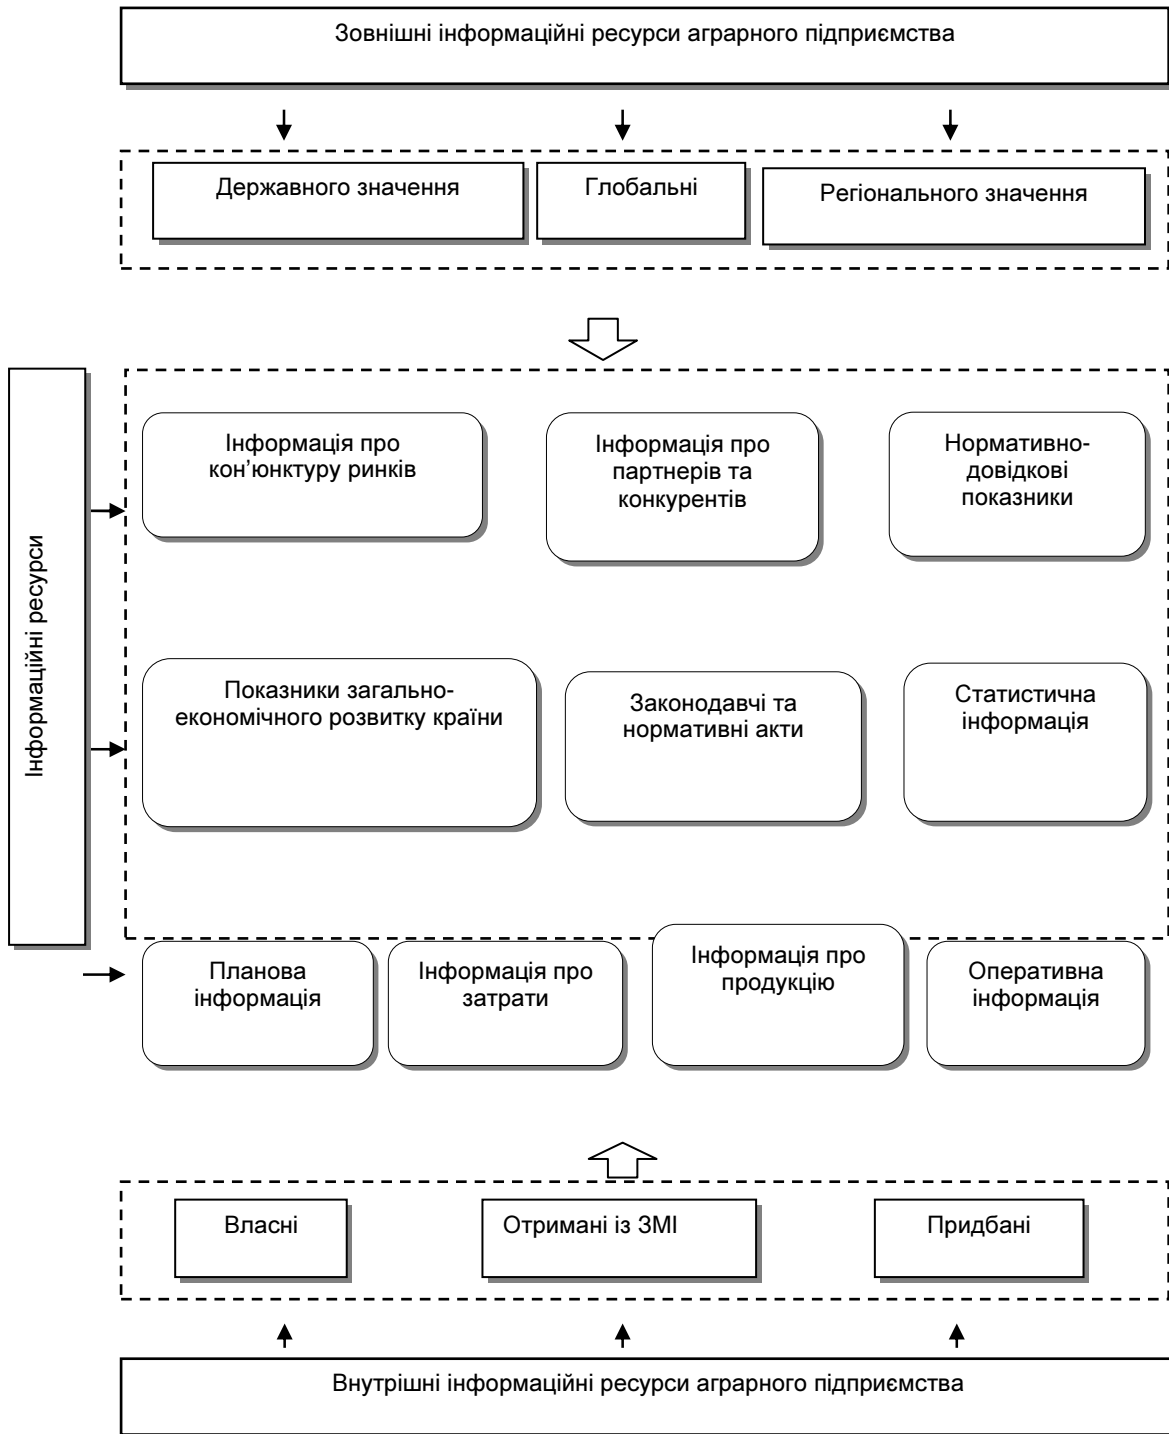 Зовнішні інформаційні ресурси аграрного підприємства
Державного значення
Глобальні
Регіонального значення
Інформаційні ресурси
Інформація про
кон’юнктуру ринків
Інформація про
партнерів та
конкурентів
Нормативно-
довідкові
показники
Показники загально-
економічного розвитку країни
Законодавчі та
нормативні акти
Статистична
інформація
Планова
інформація
Інформація про
затрати
Інформація про
продукцію
Оперативна
інформація
Власні
Отримані із ЗМІ
Придбані
Внутрішні інформаційні ресурси аграрного підприємства